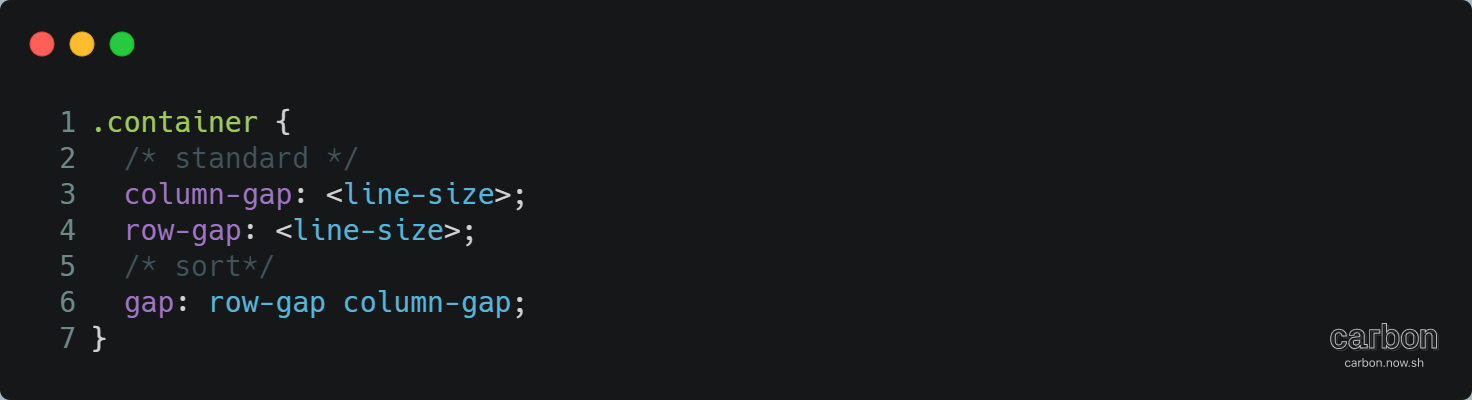 1 .container {
2   /* standard */
3   column-gap: <line-size>;
4   row-gap: <line-size>;
5   /* sort*/
6   gap: row-gap column-gap;
7 }
carbon
carbon.now.sh